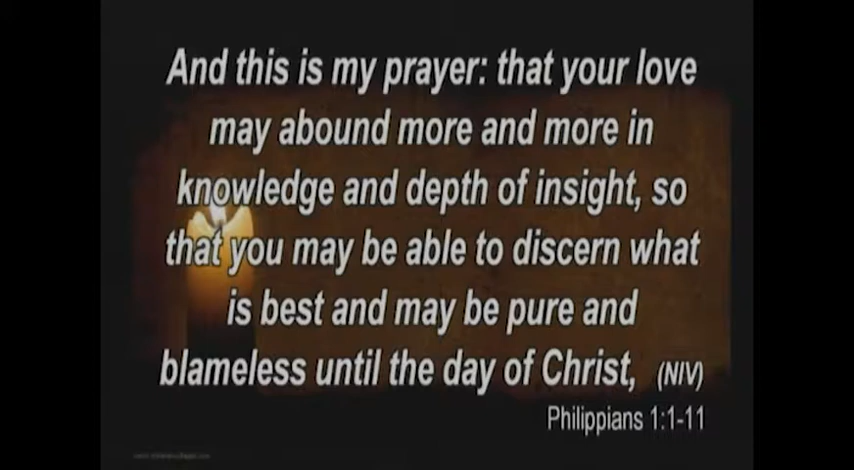 And this is my prayer: that your love
may abound more and more in
knowledge and depth of insight, so
that you may be able to discern what
is best and may be pure and
blameless until the day of Christ, (NIV)
Philippians 1:1-11